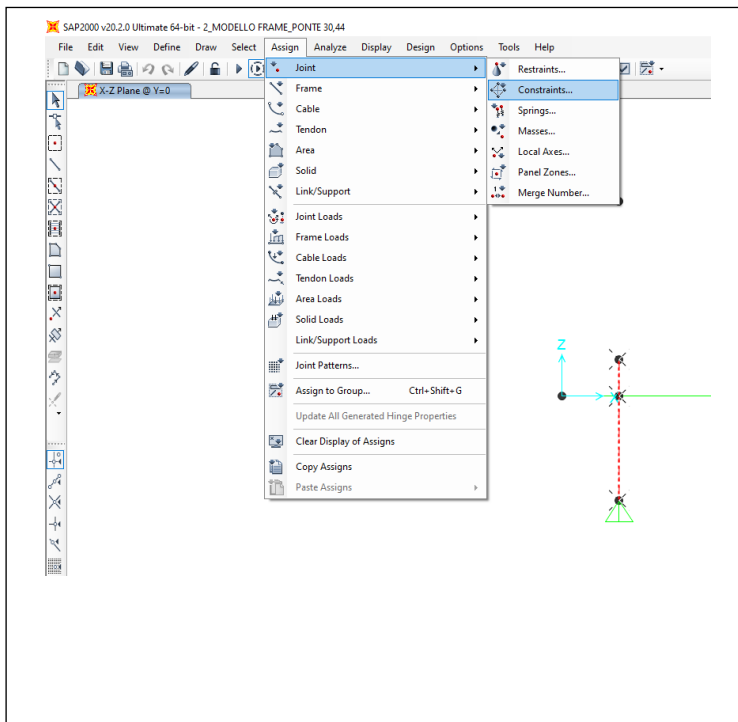 SAP2000 v20.2.0 Ultimate 64-bit - 2_MODELLO FRAME_PONTE 30,44
File Edit View Define Draw Select Assign Analyze Display Design Options Tools Help
X-Z Plane @ Y=0
Joint
Frame
Cable
Tendon
Area
Solid
Link/Support
Joint Loads
Frame Loads
Cable Loads
Tendon Loads
Area Loads
Solid Loads
Link/Support Loads
Joint Patterns...
Assign to Group... Ctrl+Shift+G
Update All Generated Hinge Properties
Clear Display of Assigns
Copy Assigns
Paste Assigns
Restraints...
Constraints...
Springs...
Masses...
Local Axes...
Panel Zones...
Merge Number...
Z